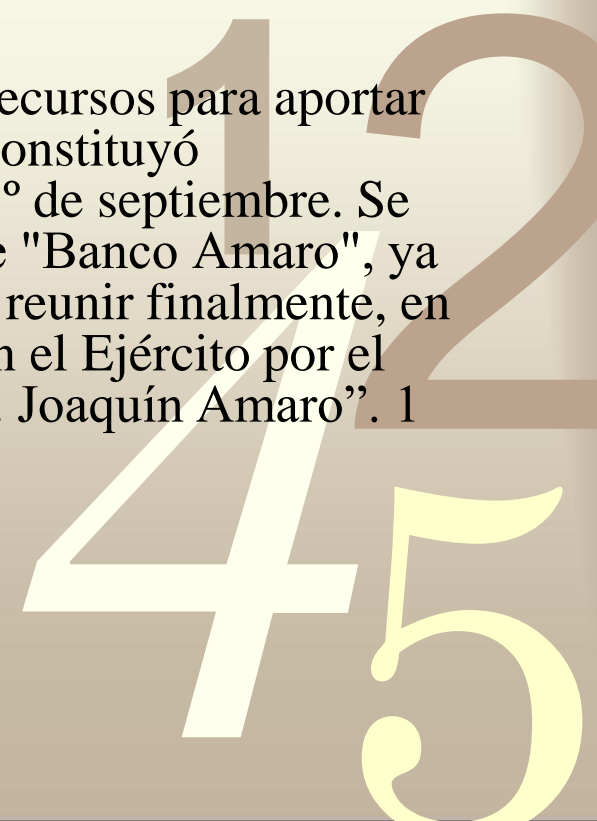 ecursos para aportar
onstituyó
º de septiembre. Se
e "Banco Amaro", ya
reunir finalmente, en
n el Ejército por el
. Joaquín Amaro”. 1
1 2
4
5